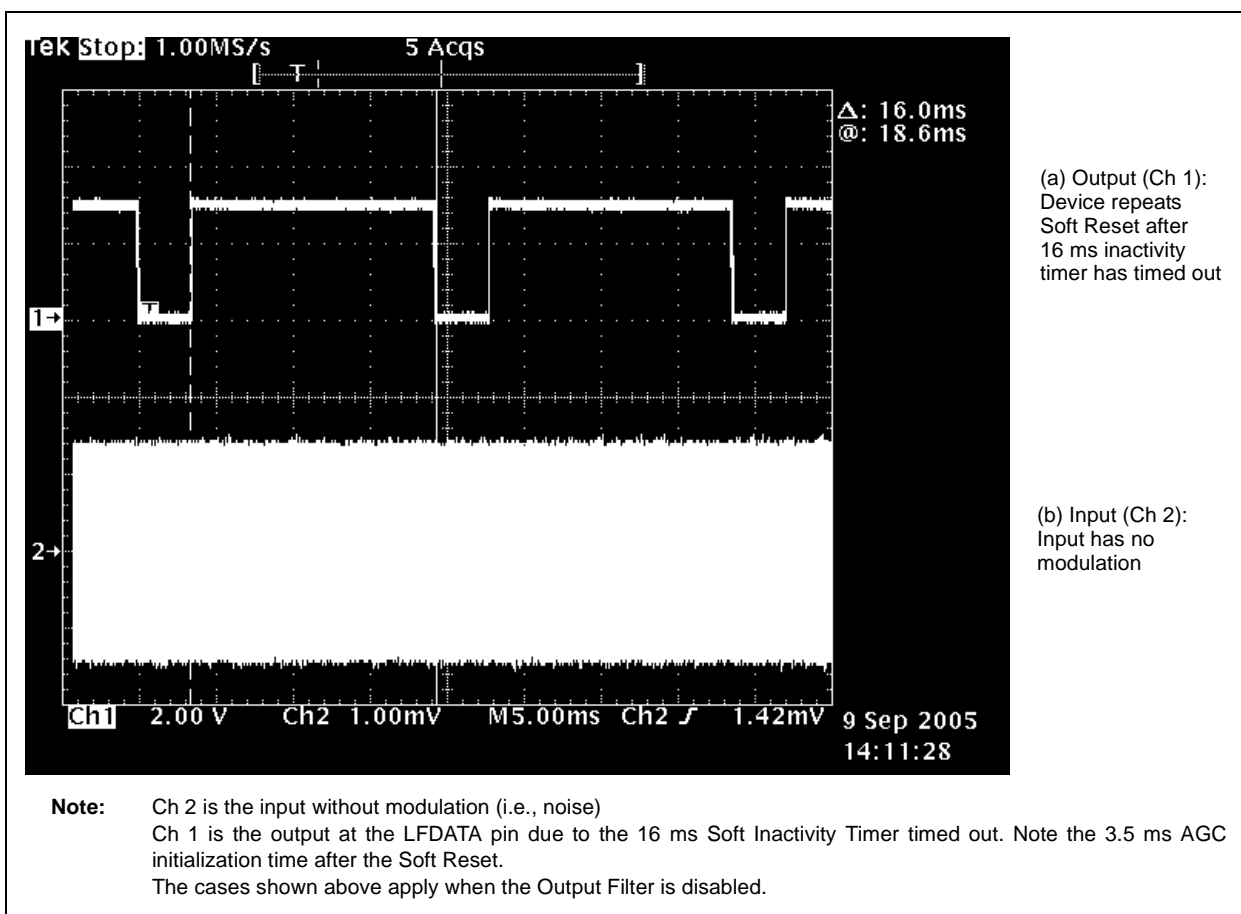 Tek Stop: 1.00MS/s 5 Acqs
[ T ]
Δ: 16.0ms
@: 18.6ms
(a) Output (Ch 1):
Device repeats
Soft Reset after
16 ms inactivity
timer has timed out
T
1→
(b) Input (Ch 2):
Input has no
modulation
2→
Ch1 2.00 V Ch2 1.00mV M5.00ms Ch2 ƒ 1.42mV
9 Sep 2005
14:11:28
Note: Ch 2 is the input without modulation (i.e., noise)
Ch 1 is the output at the LFDATA pin due to the 16 ms Soft Inactivity Timer timed out. Note the 3.5 ms AGC
initialization time after the Soft Reset.
The cases shown above apply when the Output Filter is disabled.